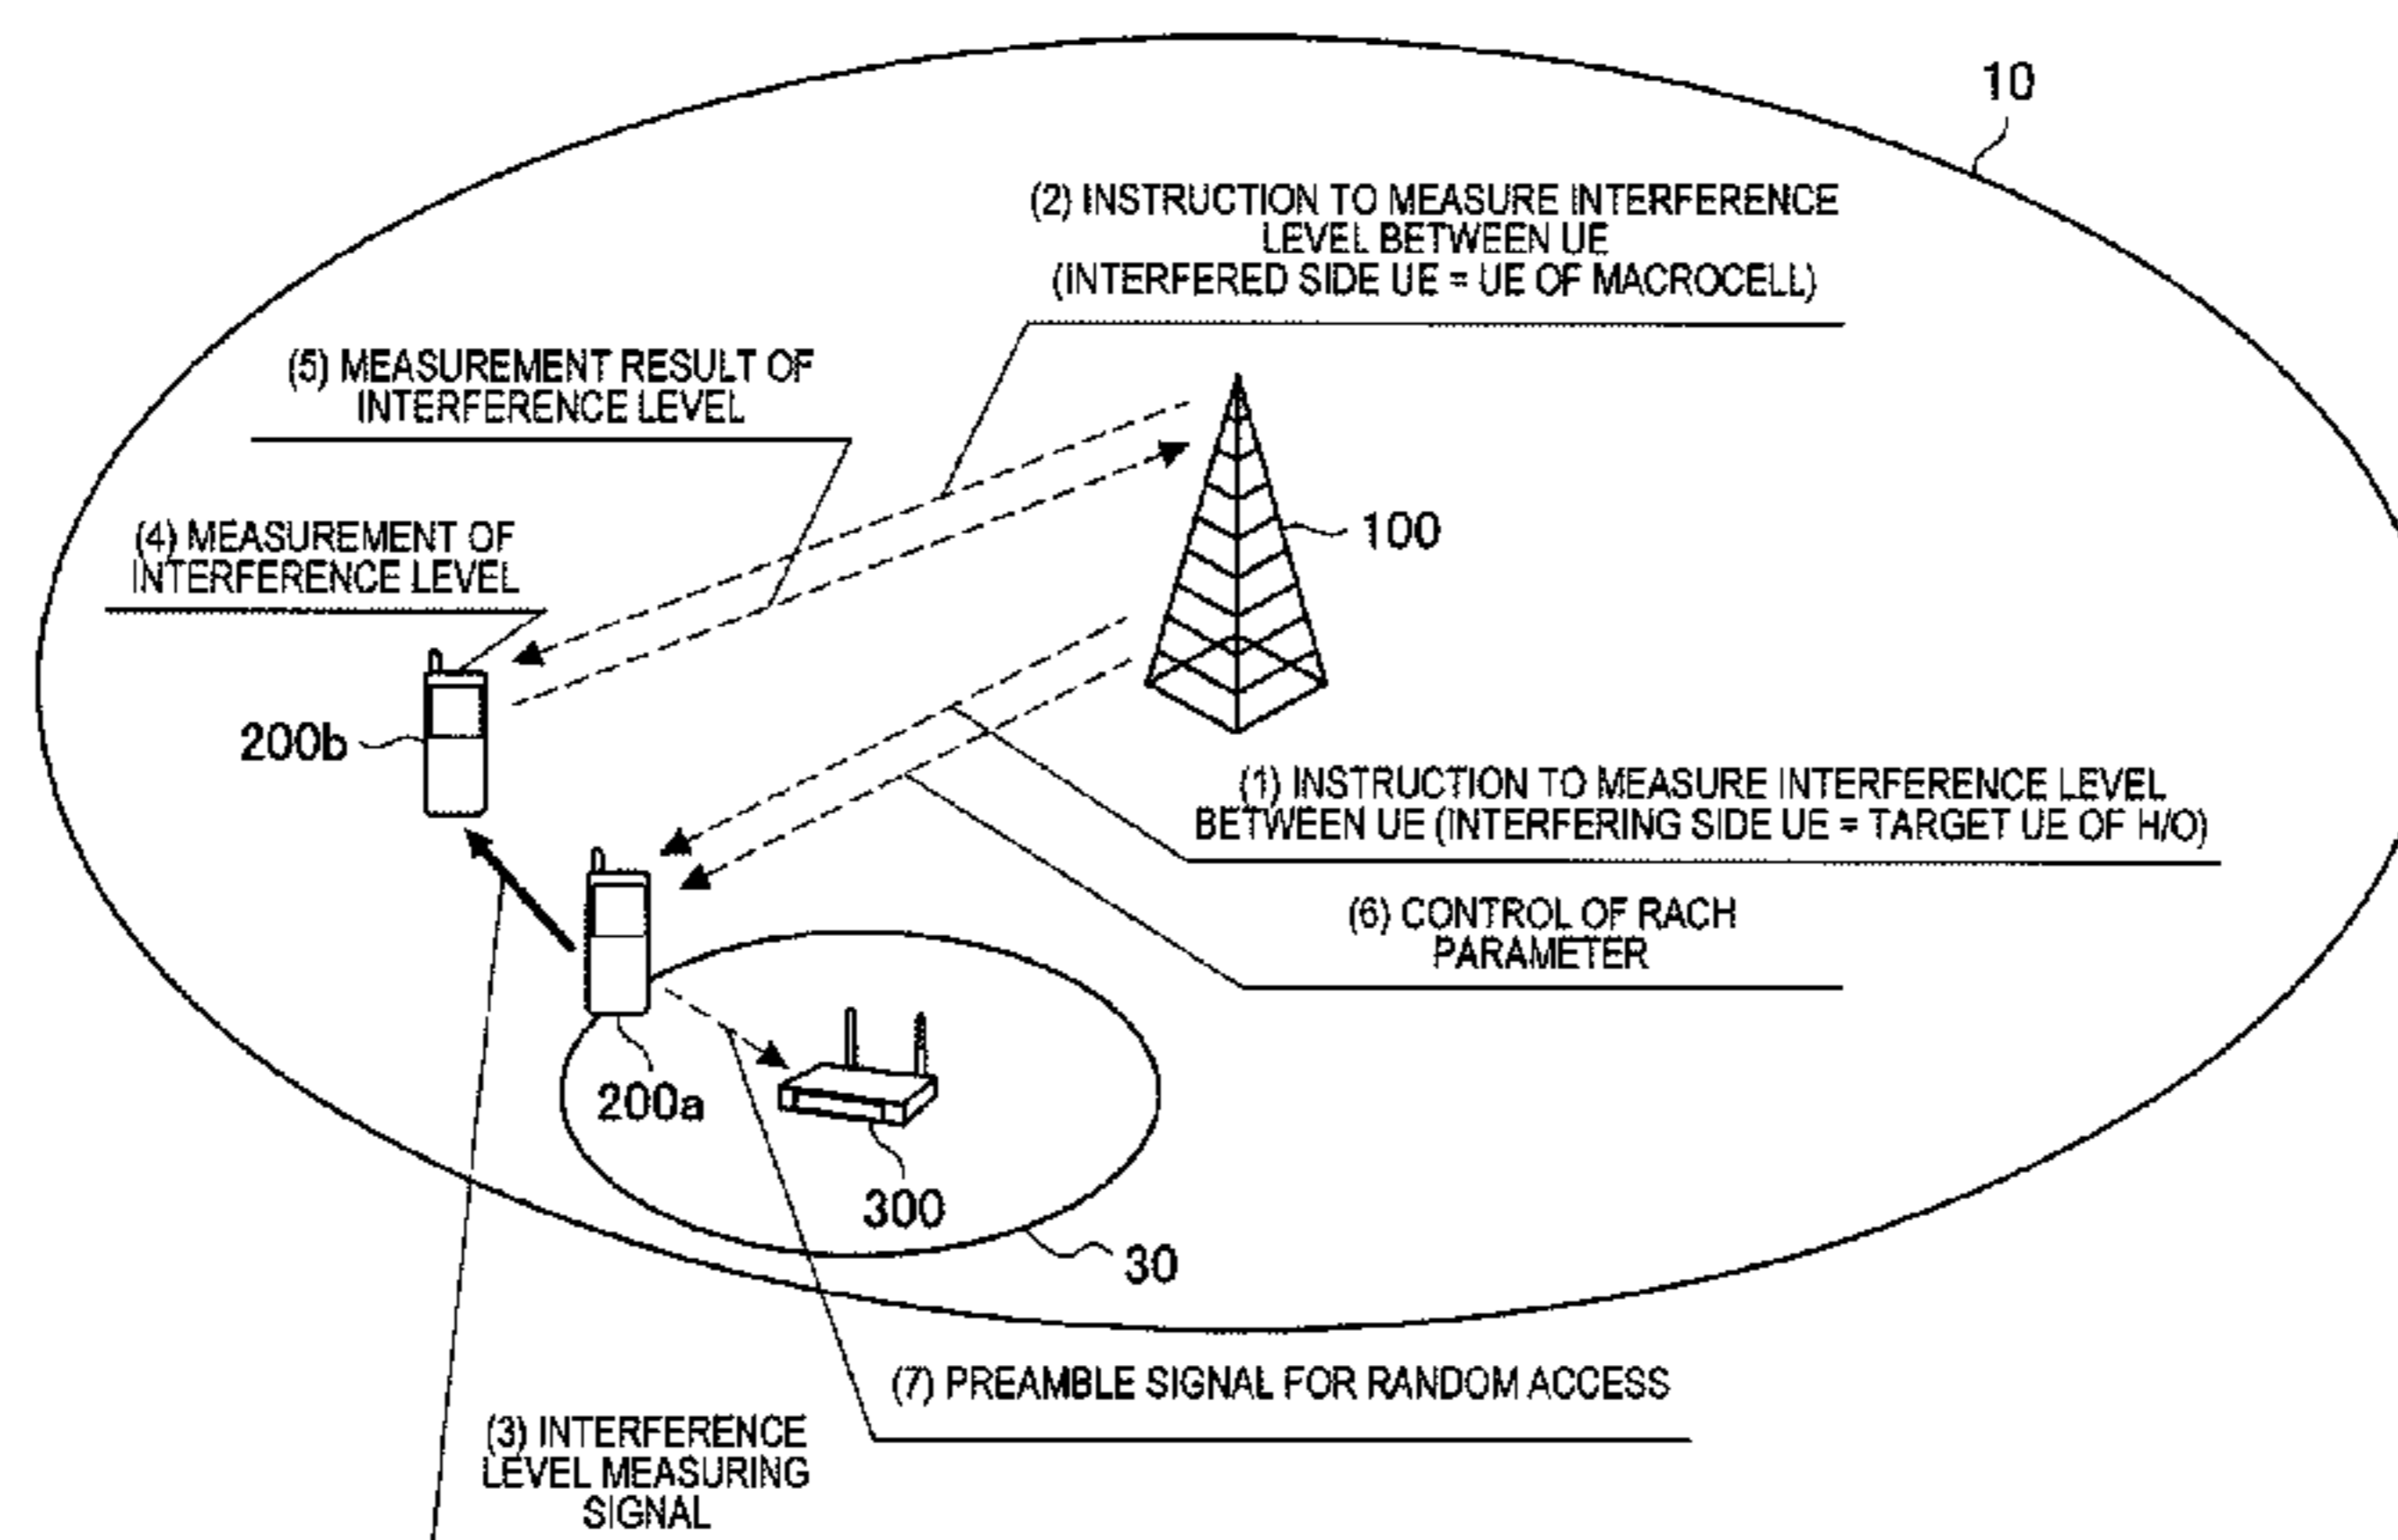 10
(2) INSTRUCTION TO MEASURE INTERFERENCE
LEVEL BETWEEN UE
(INTERFERED SIDE UE = UE OF MACROCELL)
(5) MEASUREMENT RESULT OF
INTERFERENCE LEVEL
(4) MEASUREMENT OF
INTERFERENCE LEVEL
100
200b
(1) INSTRUCTION TO MEASURE INTERFERENCE LEVEL
BETWEEN UE (INTERFERING SIDE UE = TARGET UE OF H/O)
(6) CONTROL OF RACH
PARAMETER
200a
300
30
(7) PREAMBLE SIGNAL FOR RANDOM ACCESS
(3) INTERFERENCE
LEVEL MEASURING
SIGNAL